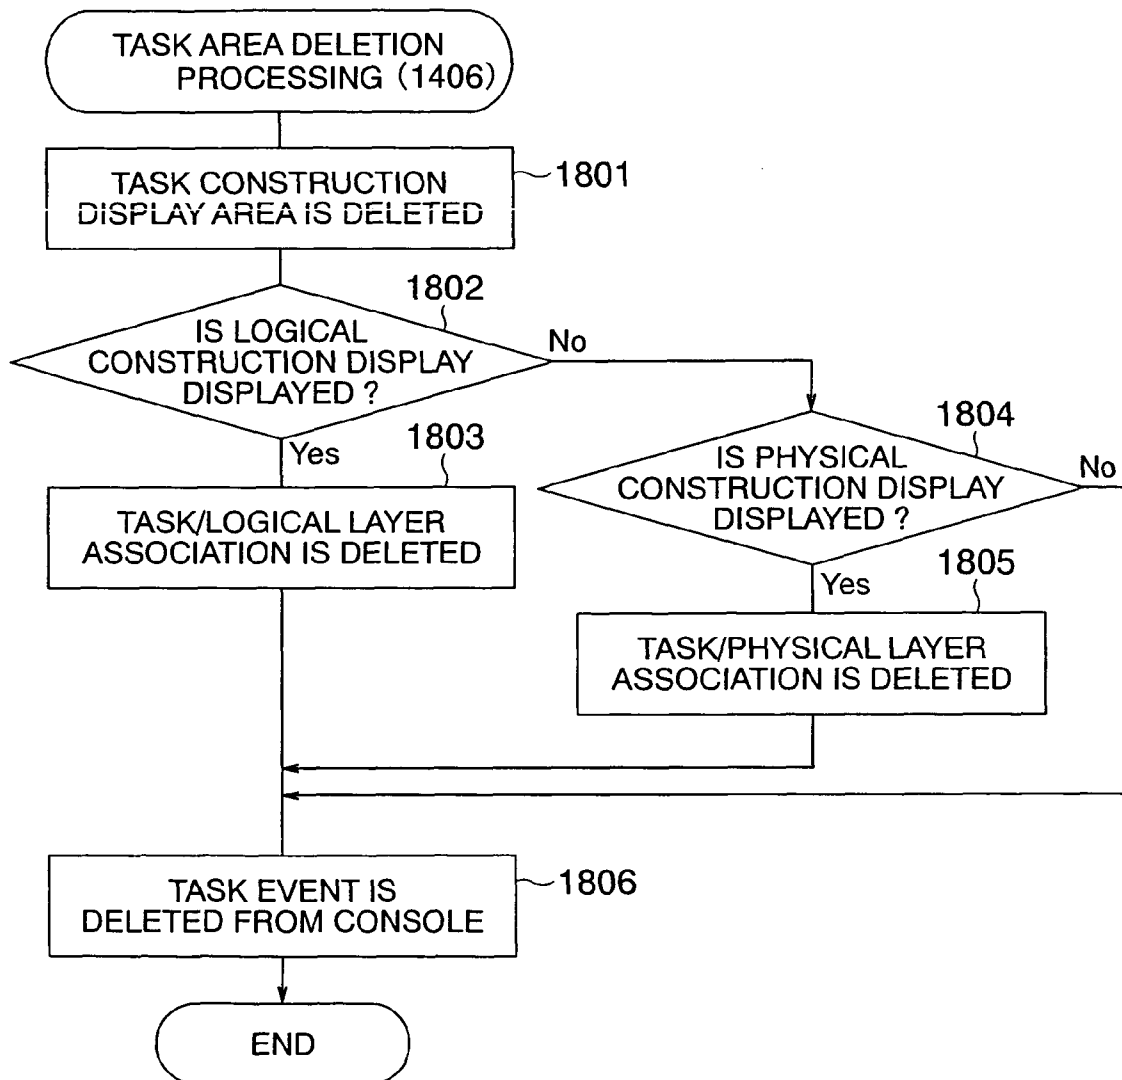 TASK AREA DELETION
PROCESSING (1406)
TASK CONSTRUCTION
DISPLAY AREA IS DELETED
1801
1802
IS LOGICAL
CONSTRUCTION DISPLAY
DISPLAYED ?
No
Yes
1803
TASK/LOGICAL LAYER
ASSOCIATION IS DELETED
1804
IS PHYSICAL
CONSTRUCTION DISPLAY
DISPLAYED ?
No
Yes
1805
TASK/PHYSICAL LAYER
ASSOCIATION IS DELETED
TASK EVENT IS
DELETED FROM CONSOLE
1806
END